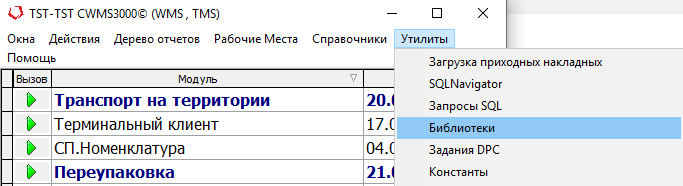 TST-TST CWMS3000© (WMS , TMS)
Окна Действия Дерево отчетов Рабочие Места Справочники Утилиты
Помощь
Вызов Модуль
Транспорт на территории 20.0
Терминальный клиент 17.0
СП.Номенклатура 04.0
Переупаковка 21.0
Загрузка приходных накладных
SQLNavigator
Запросы SQL
Библиотеки
Задания DPC
Константы